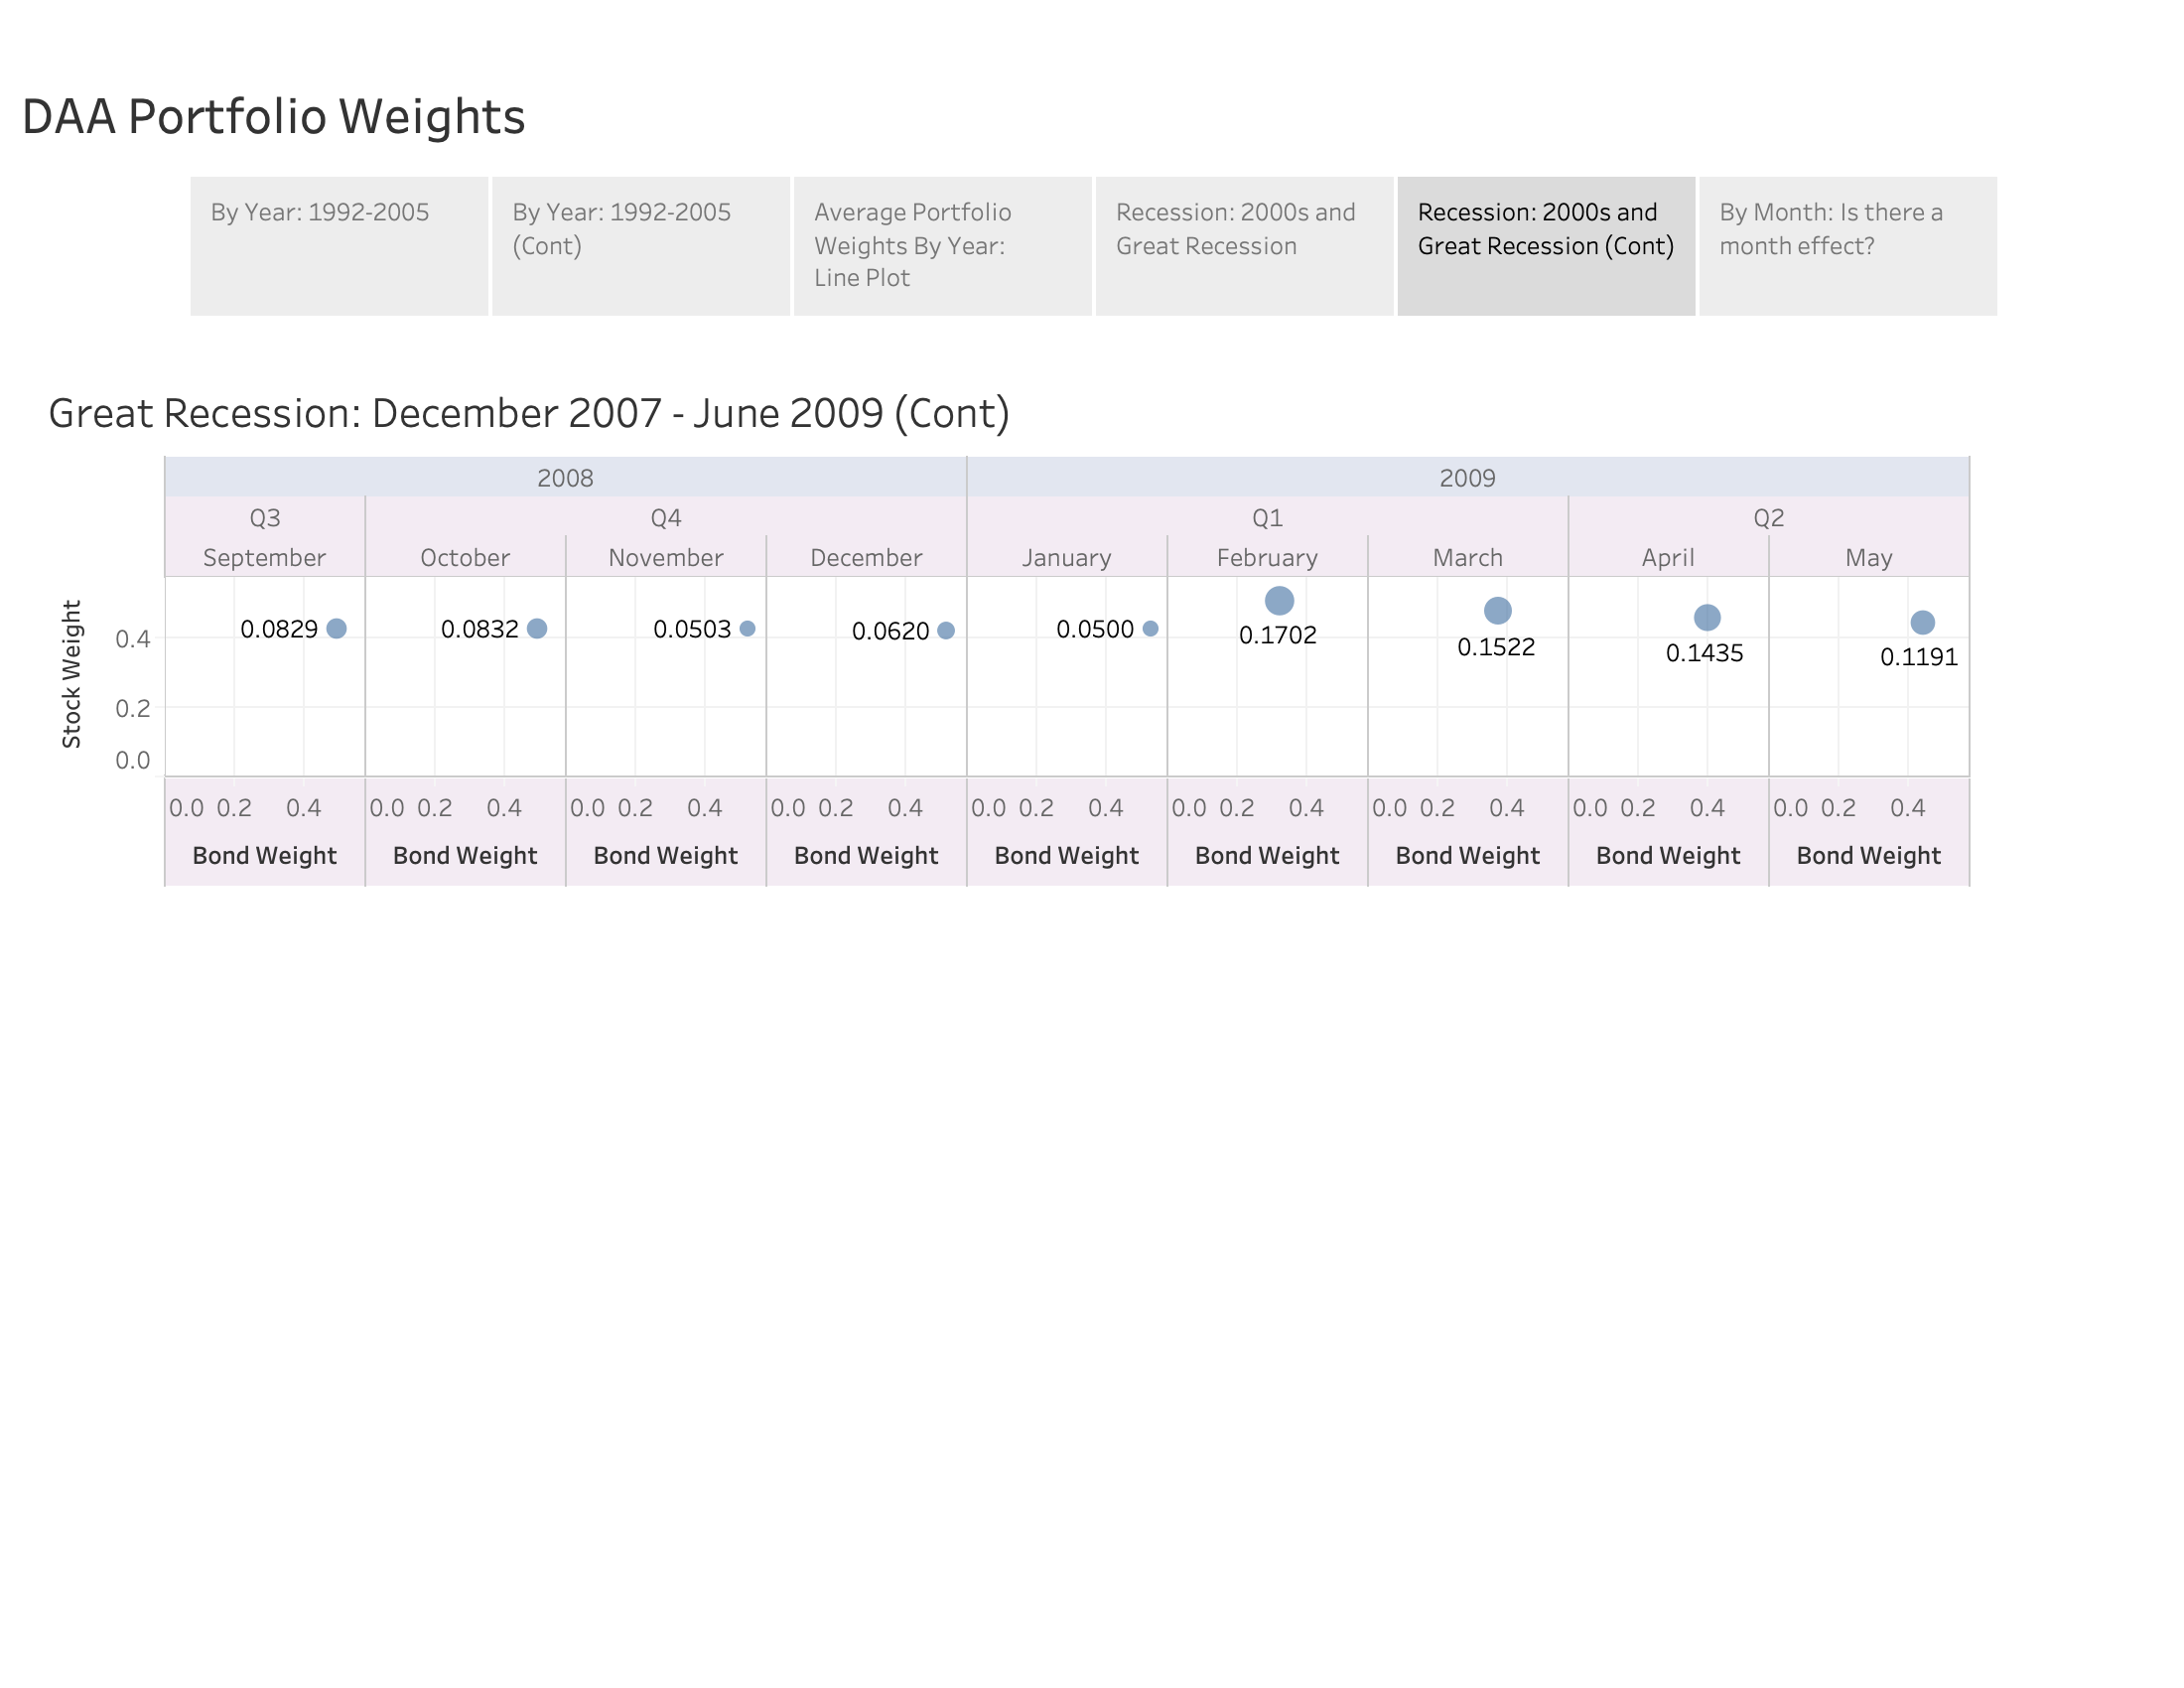 DAA Portfolio Weights
By Year: 1992-2005
By Year: 1992-2005
(Cont)
Average Portfolio
Weights By Year:
Line Plot
Recession: 2000s and
Great Recession
Recession: 2000s and
Great Recession (Cont)
By Month: Is there a
month effect?
Great Recession: December 2007 - June 2009 (Cont)
2008 2009
Q3 Q4 Q1 Q2
September October November December January February March April May
Stock Weight
0.4
0.2
0.0
0.0829 0.0832 0.0503 0.0620 0.0500 0.1702 0.1522 0.1435 0.1191
0.0 0.2 0.4 0.0 0.2 0.4 0.0 0.2 0.4 0.0 0.2 0.4 0.0 0.2 0.4 0.0 0.2 0.4 0.0 0.2 0.4 0.0 0.2 0.4 0.0 0.2 0.4
Bond Weight Bond Weight Bond Weight Bond Weight Bond Weight Bond Weight Bond Weight Bond Weight Bond Weight